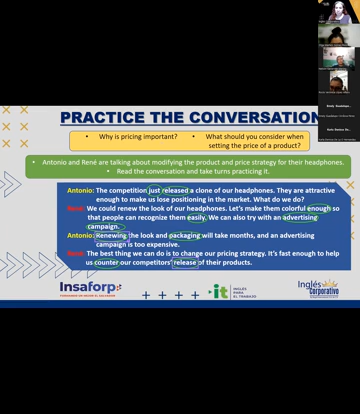 PRACTICE THE CONVERSATION
• Why is pricing important?
• What should you consider when setting the price of a product?
• Antonio and René are talking about modifying the product and price strategy for their headphones.
• Read the conversation and take turns practicing it.
Antonio: The competition just released a clone of our headphones. They are attractive
enough to make us lose positioning in the market. What do we do?
René: We could renew the look of our headphones. Let's make them colorful enough so
that people can recognize them easily. We can also try with an advertising
campaign.
Antonio: Renewing the look and packaging will take months, and an advertising
campaign is too expensive.
René: The best thing we can do is to change our pricing strategy. It's fast enough to help
us counter our competitors' release of their products.
Insaforp
it
INGLÉS
PARA
EL TRABAJO
Inglés
Corporativo